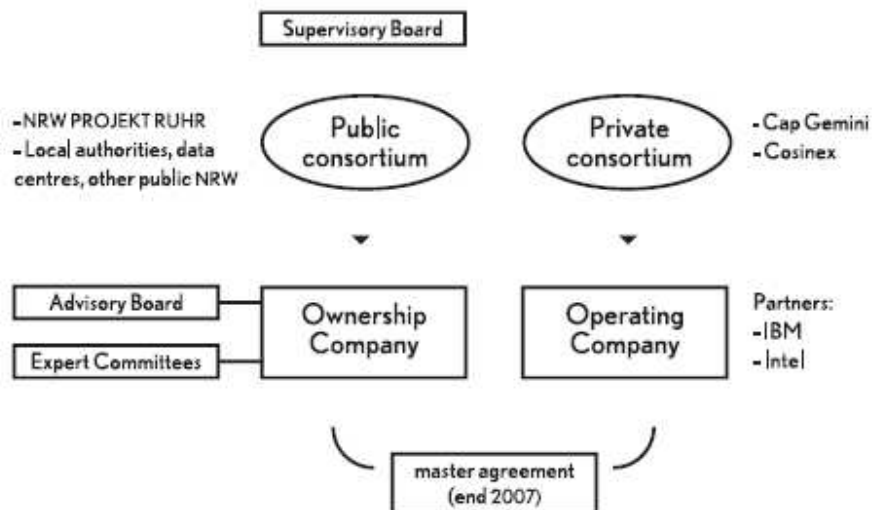 Supervisory Board
-NRW PROJEKT RUHR
-Local authorities, data
centres, other public NRW
Public
consortium
Private
consortium
-Cap Gemini
-Cosinex
Advisory Board
Expert Committees
Ownership
Company
Operating
Company
Partners:
-IBM
-Intel
master agreement
(end 2007)